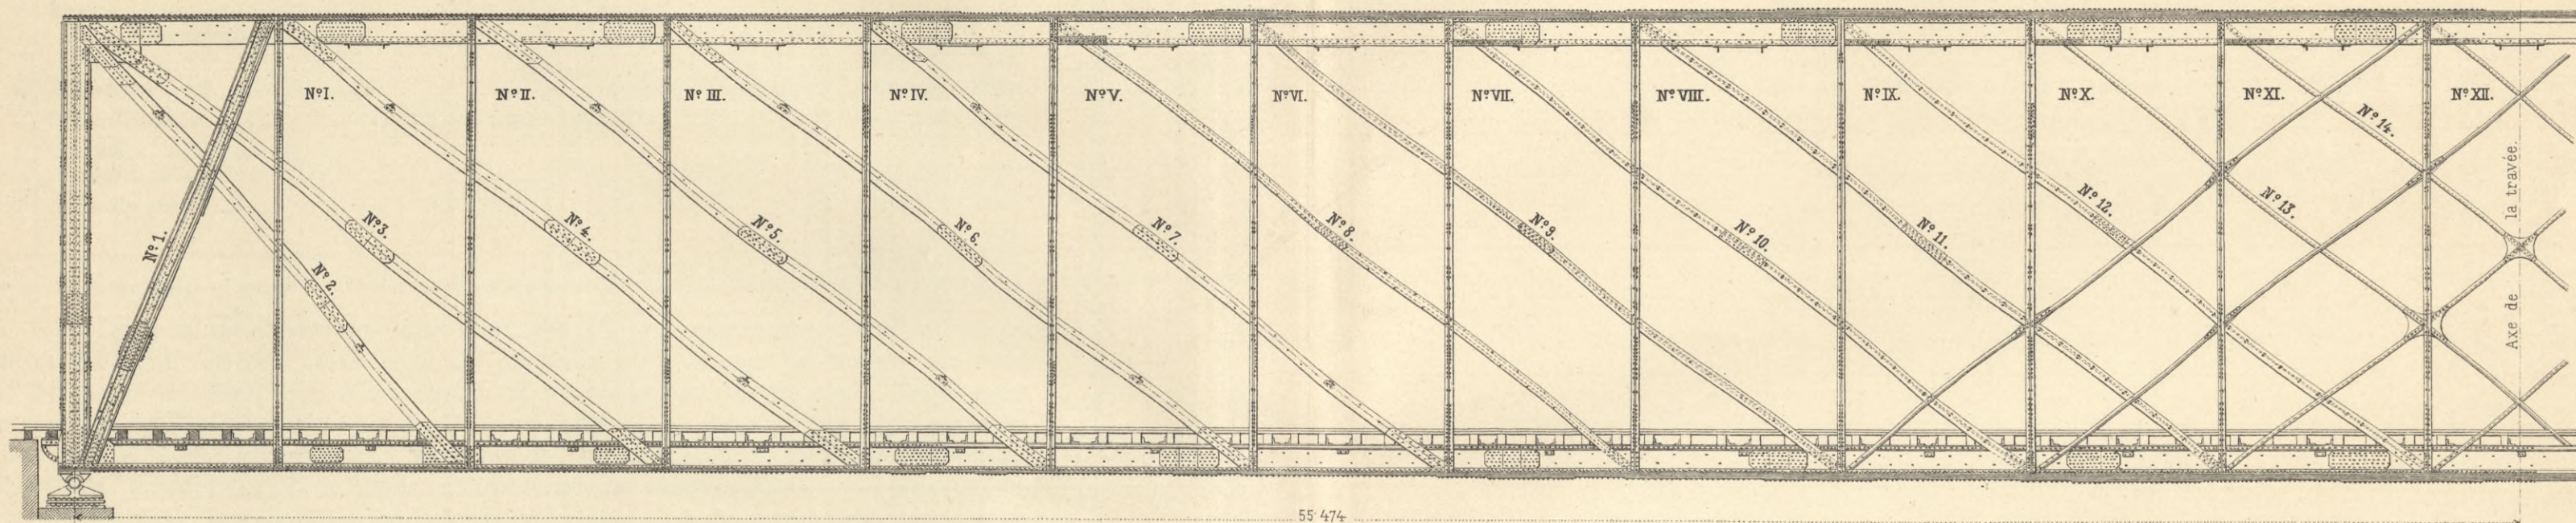 Nº I.
Nº II.
Nº III.
Nº IV.
Nº V.
Nº VI.
Nº VII.
Nº VIII.
Nº IX.
Nº X.
Nº XI.
Nº XII.
Nº 1.
Nº 2.
Nº 3.
Nº 4.
Nº 5.
Nº 6.
Nº 7.
Nº 8.
Nº 9.
Nº 10.
Nº 11.
Nº 12.
Nº 13.
Nº 14.
Axe de la travée.
55·474